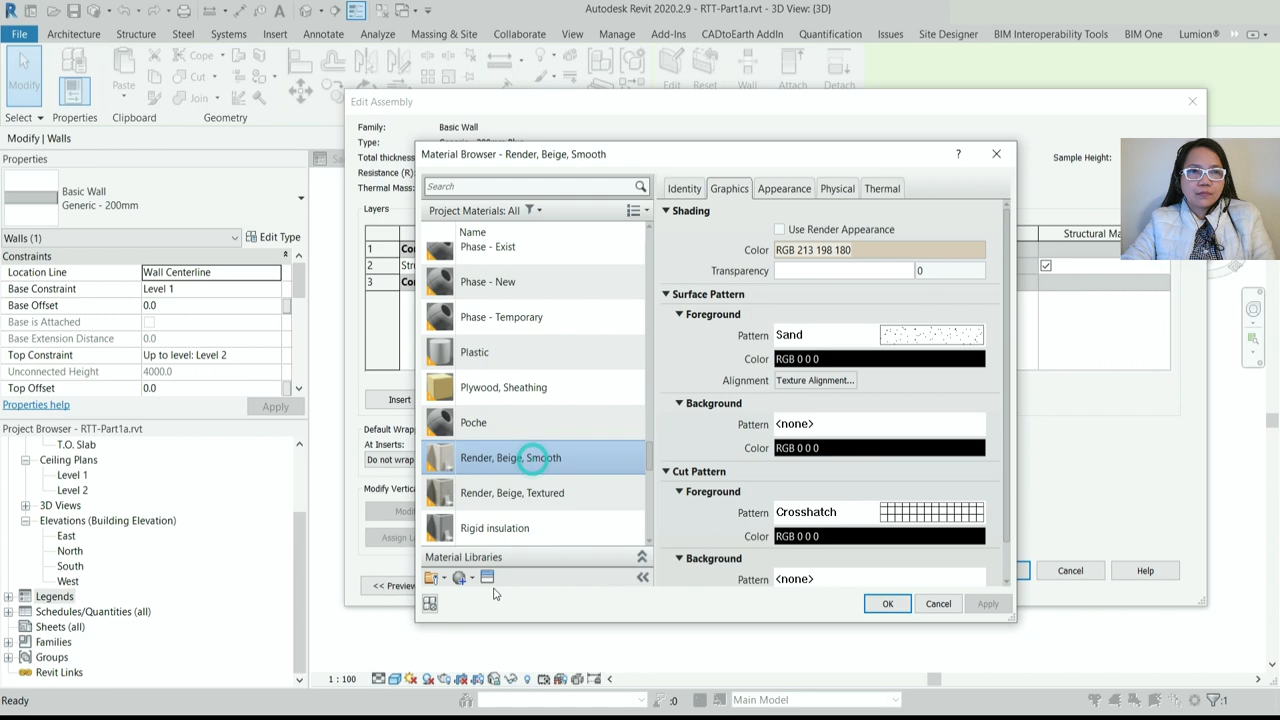 Autodesk Revit 2020.2.9 - RTT-Part1a.rvt - 3D View: {3D}
File Architecture Structure Steel Systems Insert Annotate Analyze Massing & Site Collaborate View Manage Add-Ins CADtoEarth AddIn Quantification Issues Site Designer BIM Interoperability Tools BIM One Lumion®
Modify Paste Cope Cut Join Edit Reset Wall Attach Detach
Select Properties Clipboard Geometry
Modify | Walls
Properties
Basic Wall
Generic - 200mm
Walls (1) Edit Type
Constraints
Location Line Wall Centerline
Base Constraint Level 1
Base Offset 0.0
Base is Attached
Base Extension Distance 0.0
Top Constraint Up to level: Level 2
Unconnected Height 4000.0
Top Offset 0.0
Properties help Apply
Project Browser - RTT-Part1a.rvt
T.O. Slab
Ceiling Plans
Level 1
Level 2
3D Views
Elevations (Building Elevation)
East
North
South
West
Legends
Schedules/Quantities (all)
Sheets (all)
Families
Groups
Revit Links
Ready
Edit Assembly
Family: Basic Wall
Type:
Total thickness
Resistance (R):
Thermal Mass:
Sample Height:
Layers
Structural Ma
1 Co
2 Str
3 Co
Insert
Default Wrap
At Inserts:
Do not wrap
Modify Vertica
Modi
Assign L
<< Preview
Cancel Help
Material Browser - Render, Beige, Smooth
?
Search
Project Materials: All
Name
Phase - Exist
Phase - New
Phase - Temporary
Plastic
Plywood, Sheathing
Poche
Render, Beige, Smooth
Render, Beige, Textured
Rigid insulation
Material Libraries
Identity Graphics Appearance Physical Thermal
Shading
Use Render Appearance
Color RGB 213 198 180
Transparency 0
Surface Pattern
Foreground
Pattern Sand
Color RGB 0 0 0
Alignment Texture Alignment...
Background
Pattern <none>
Color RGB 0 0 0
Cut Pattern
Foreground
Pattern Crosshatch
Color RGB 0 0 0
Background
Pattern <none>
OK Cancel Apply
1 : 100
:0 Main Model :1